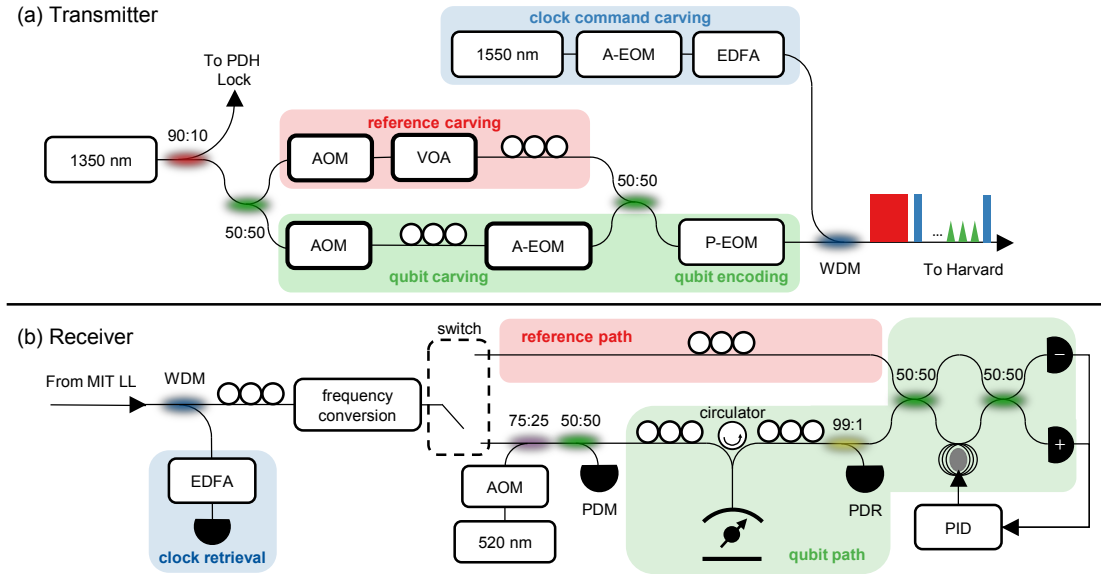 (a) Transmitter
clock command carving
1550 nm
A-EOM
EDFA
To PDH
Lock
90:10
1350 nm
reference carving
AOM
VOA
50:50
50:50
AOM
A-EOM
P-EOM
qubit carving
qubit encoding
...
WDM
To Harvard
(b) Receiver
switch
reference path
From MIT LL
WDM
frequency
conversion
50:50
50:50
−
+
75:25
50:50
circulator
99:1
EDFA
AOM
PDM
PDR
PID
520 nm
clock retrieval
qubit path